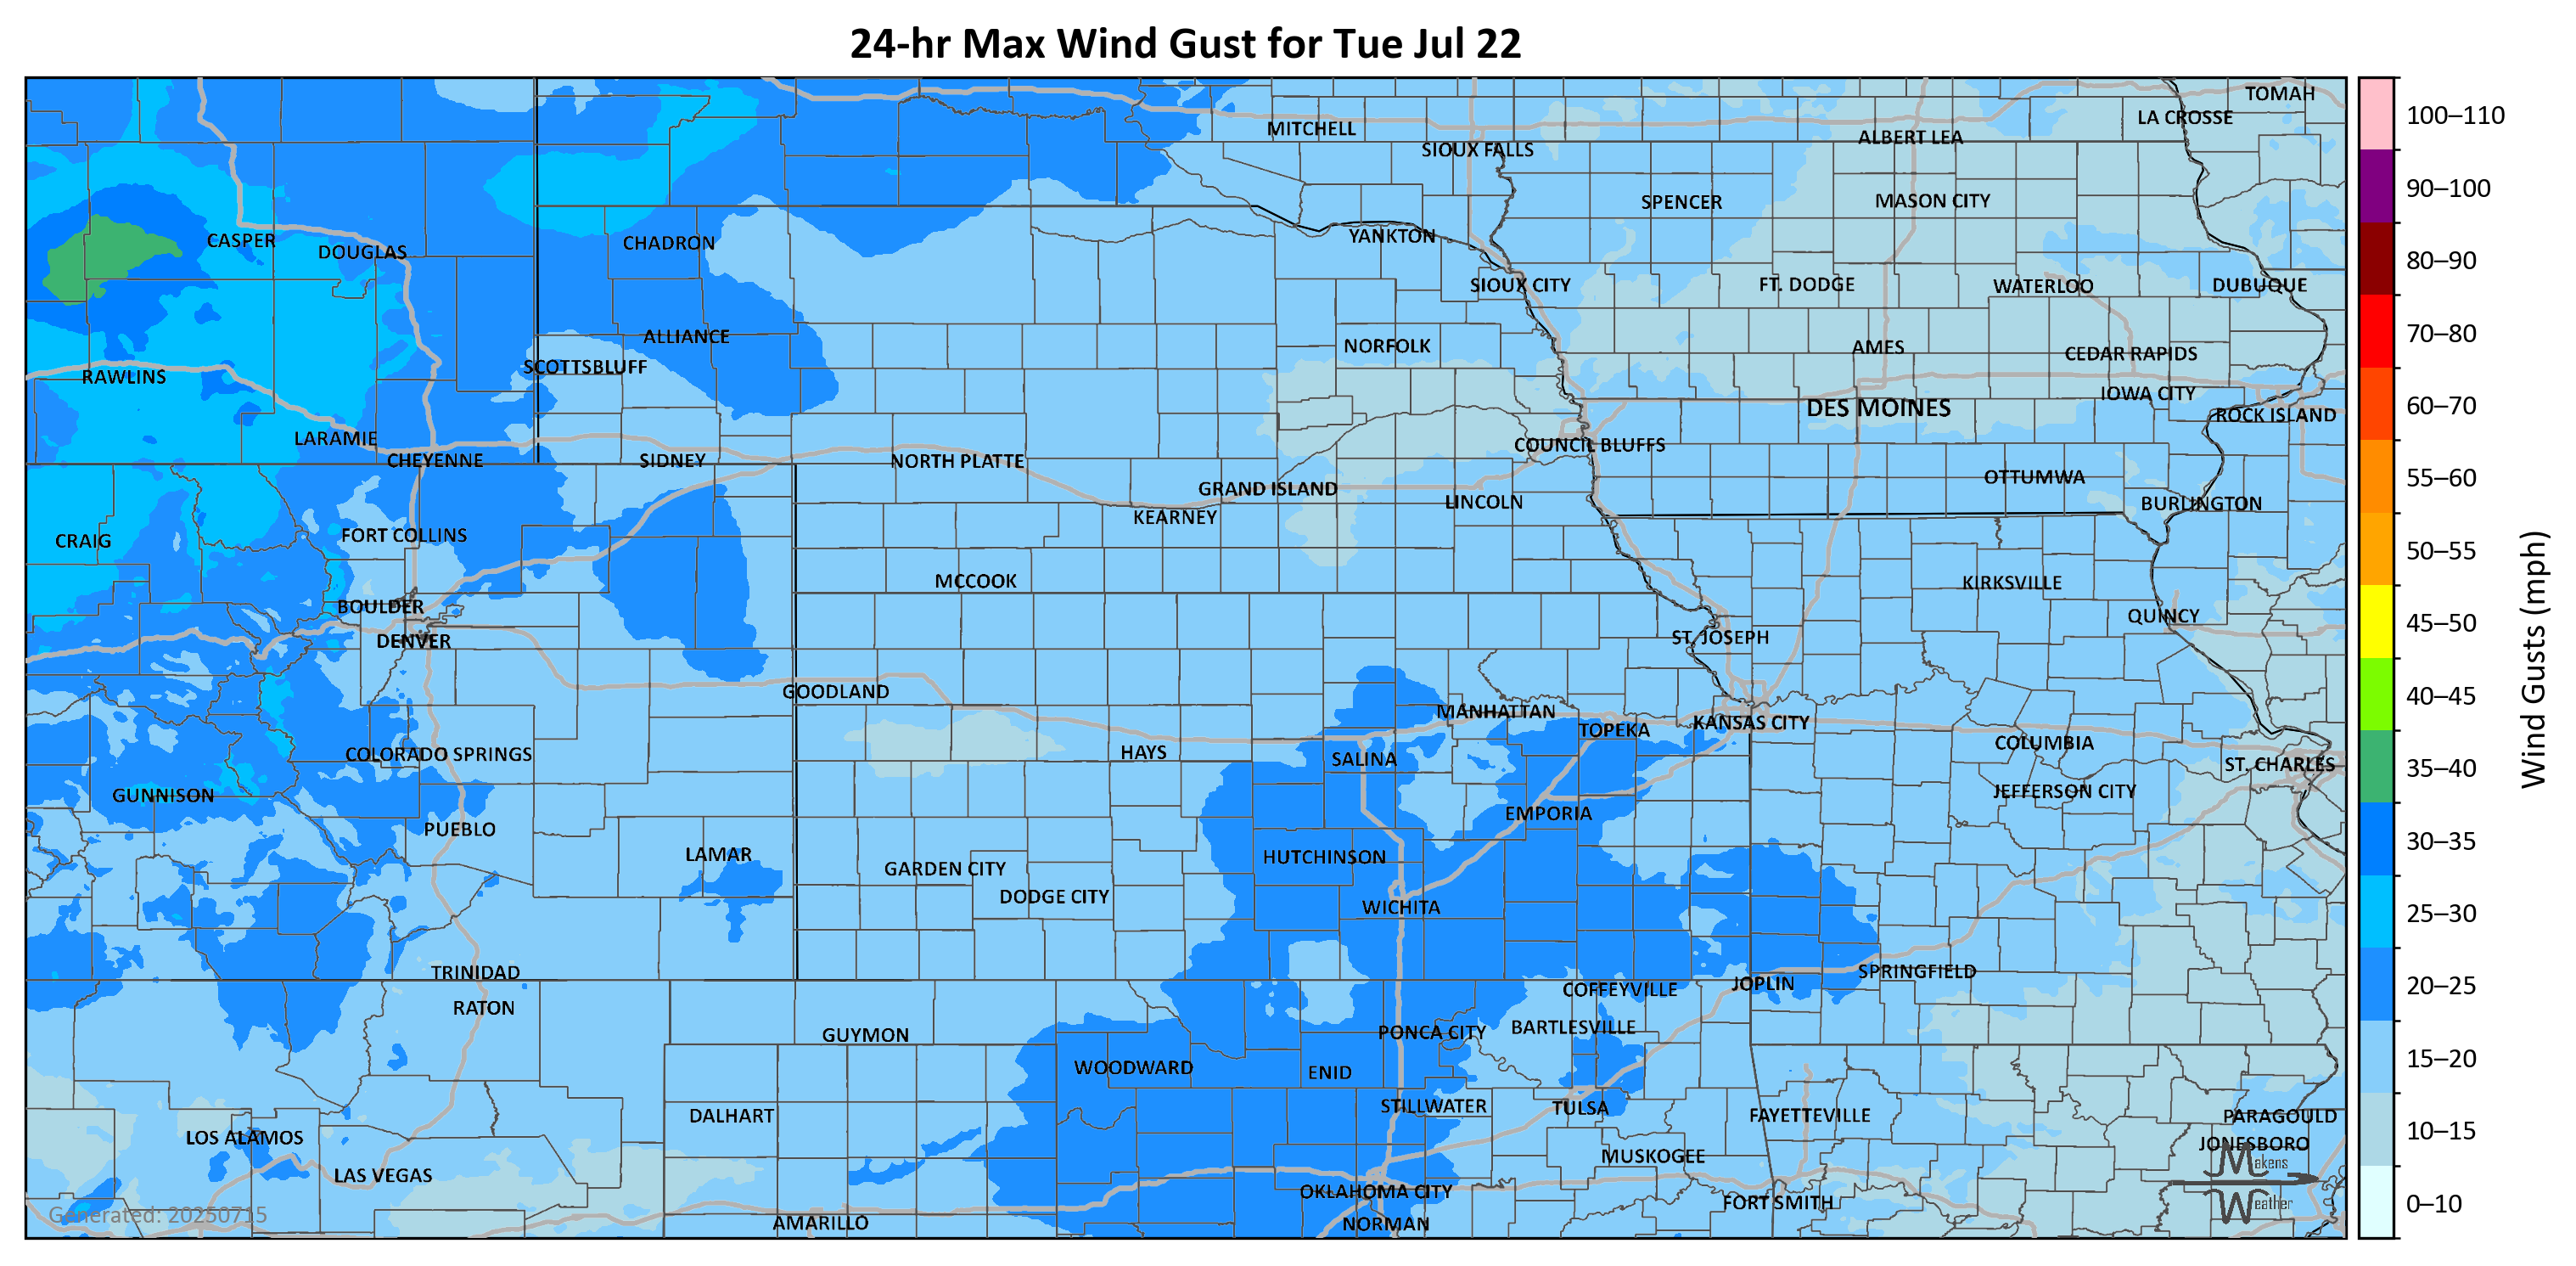 24-hr Max Wind Gust for Tue Jul 22
TOMAH
LA CROSSE
MITCHELL
ALBERT LEA
SIOUX FALLS
SPENCER
MASON CITY
CASPER
DOUGLAS
CHADRON
YANKTON
SIOUX CITY
FT. DODGE
WATERLOO
DUBUQUE
ALLIANCE
NORFOLK
AMES
CEDAR RAPIDS
SCOTTSBLUFF
RAWLINS
IOWA CITY
DES MOINES
ROCK ISLAND
LARAMIE
COUNCIL BLUFFS
CHEYENNE
SIDNEY
NORTH PLATTE
OTTUMWA
GRAND ISLAND
LINCOLN
BURLINGTON
KEARNEY
FORT COLLINS
CRAIG
MCCOOK
KIRKSVILLE
BOULDER
QUINCY
DENVER
ST. JOSEPH
GOODLAND
MANHATTAN
KANSAS CITY
TOPEKA
COLUMBIA
COLORADO SPRINGS
HAYS
SALINA
ST. CHARLES
GUNNISON
JEFFERSON CITY
EMPORIA
PUEBLO
LAMAR
HUTCHINSON
GARDEN CITY
DODGE CITY
WICHITA
TRINIDAD
SPRINGFIELD
JOPLIN
COFFEYVILLE
RATON
GUYMON
PONCA CITY
BARTLESVILLE
WOODWARD
ENID
STILLWATER
TULSA
DALHART
FAYETTEVILLE
PARAGOULD
LOS ALAMOS
JONESBORO
MUSKOGEE
LAS VEGAS
OKLAHOMA CITY
FORT SMITH
AMARILLO
NORMAN
Generated: 20250715
Makens
Weather
100–110
90–100
80–90
70–80
60–70
55–60
50–55
45–50
40–45
35–40
30–35
25–30
20–25
15–20
10–15
0–10
Wind Gusts (mph)